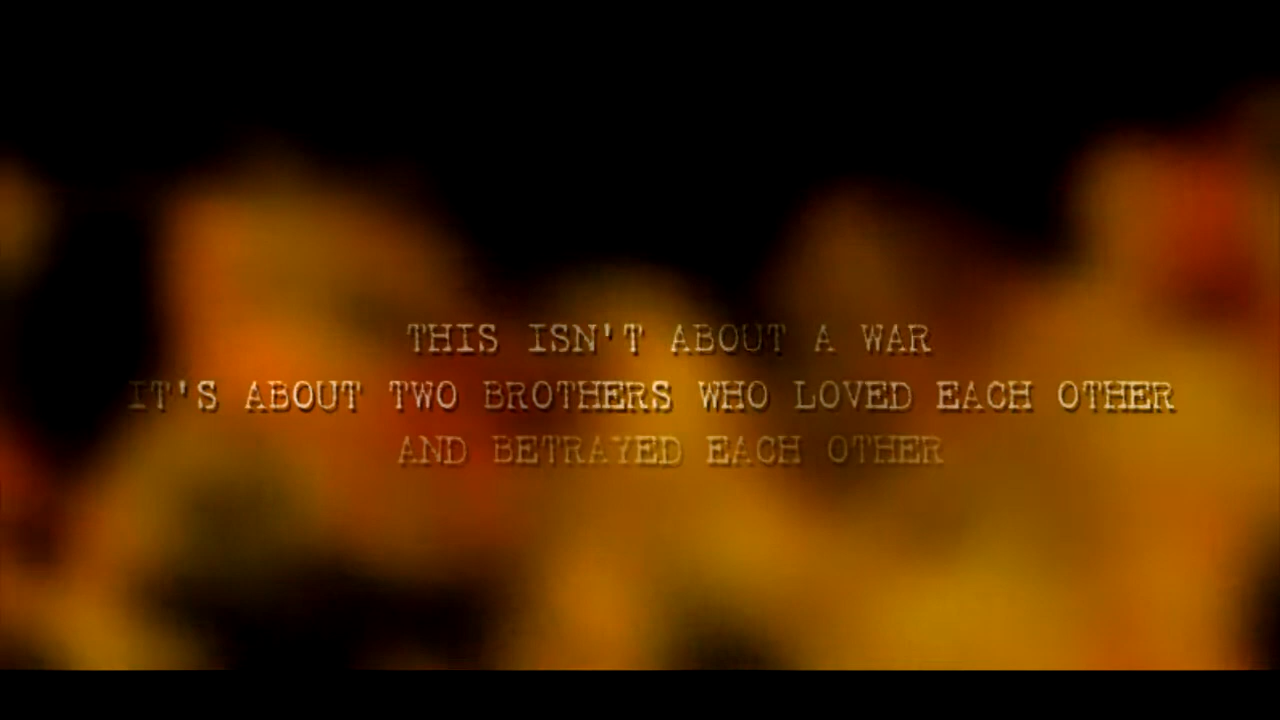 THIS ISN'T ABOUT A WAR
IT'S ABOUT TWO BROTHERS WHO LOVED EACH OTHER
AND BETRAYED EACH OTHER